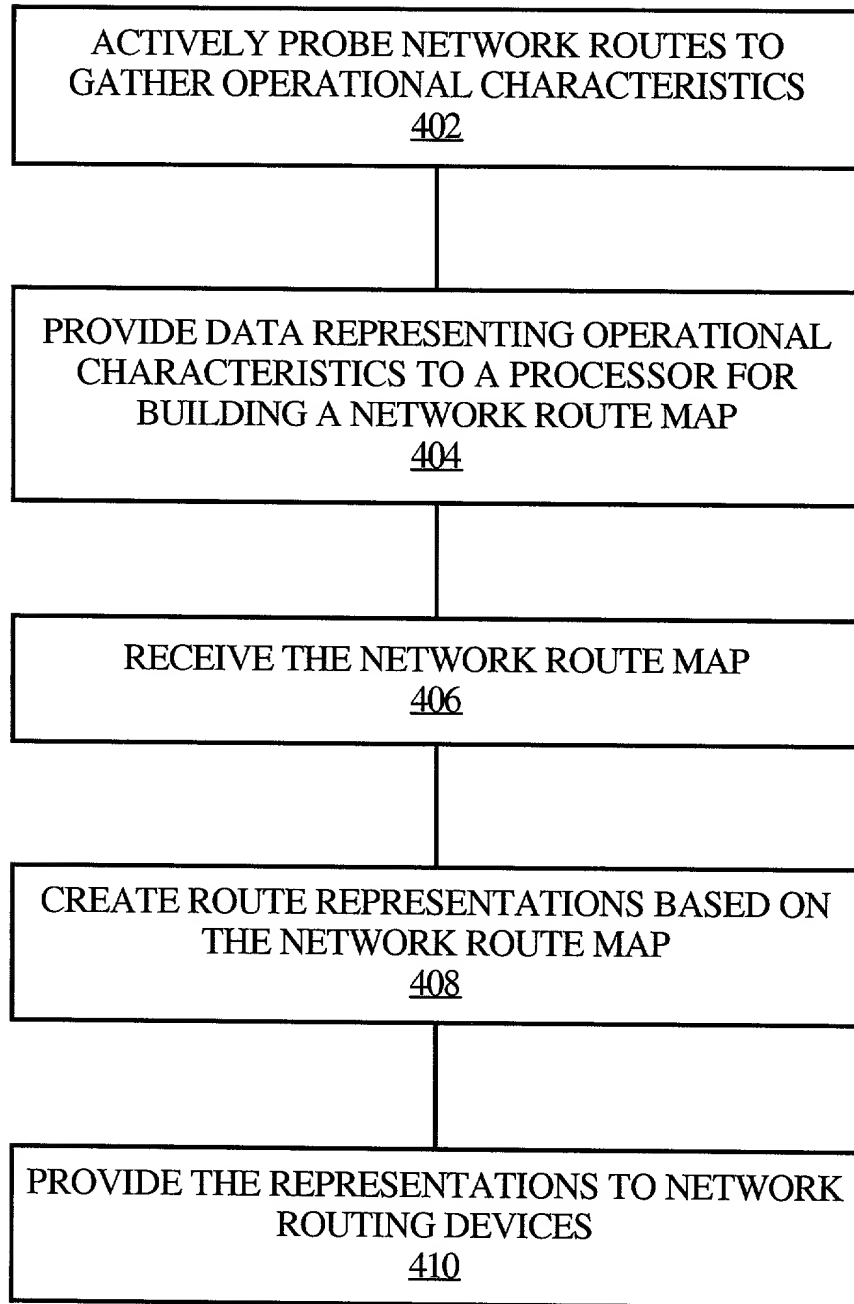 ACTIVELY PROBE NETWORK ROUTES TO
GATHER OPERATIONAL CHARACTERISTICS
402
PROVIDE DATA REPRESENTING OPERATIONAL
CHARACTERISTICS TO A PROCESSOR FOR
BUILDING A NETWORK ROUTE MAP
404
RECEIVE THE NETWORK ROUTE MAP
406
CREATE ROUTE REPRESENTATIONS BASED ON
THE NETWORK ROUTE MAP
408
PROVIDE THE REPRESENTATIONS TO NETWORK
ROUTING DEVICES
410